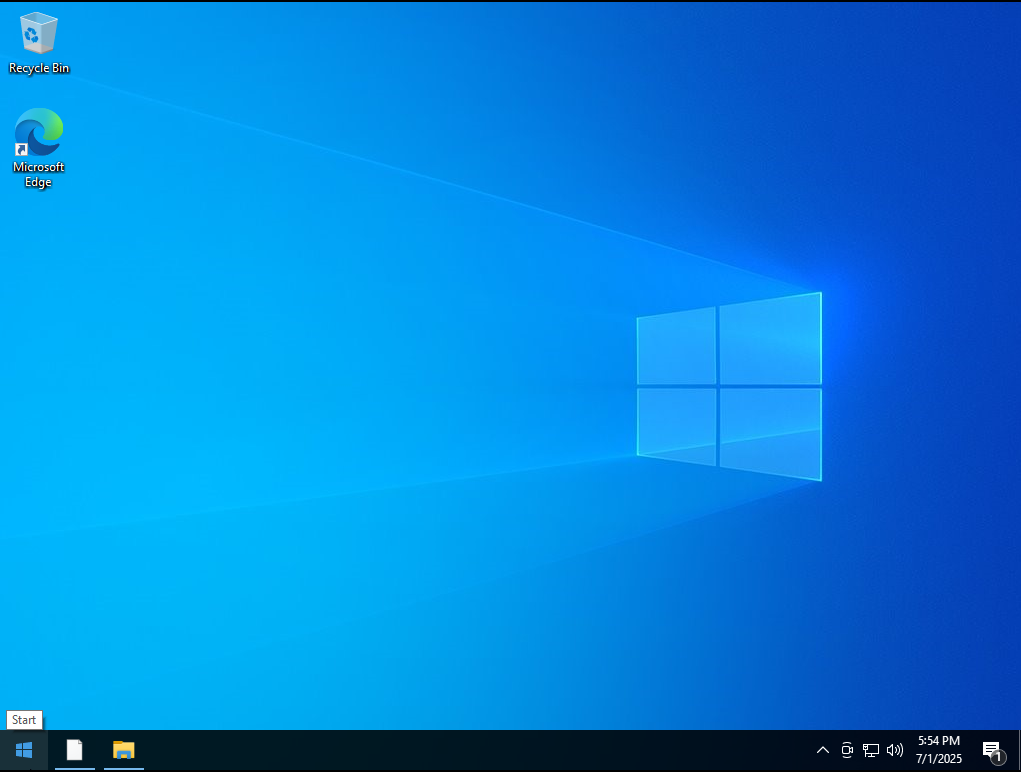 Recycle Bin
Microsoft
Edge
Start
5:54 PM
7/1/2025
1